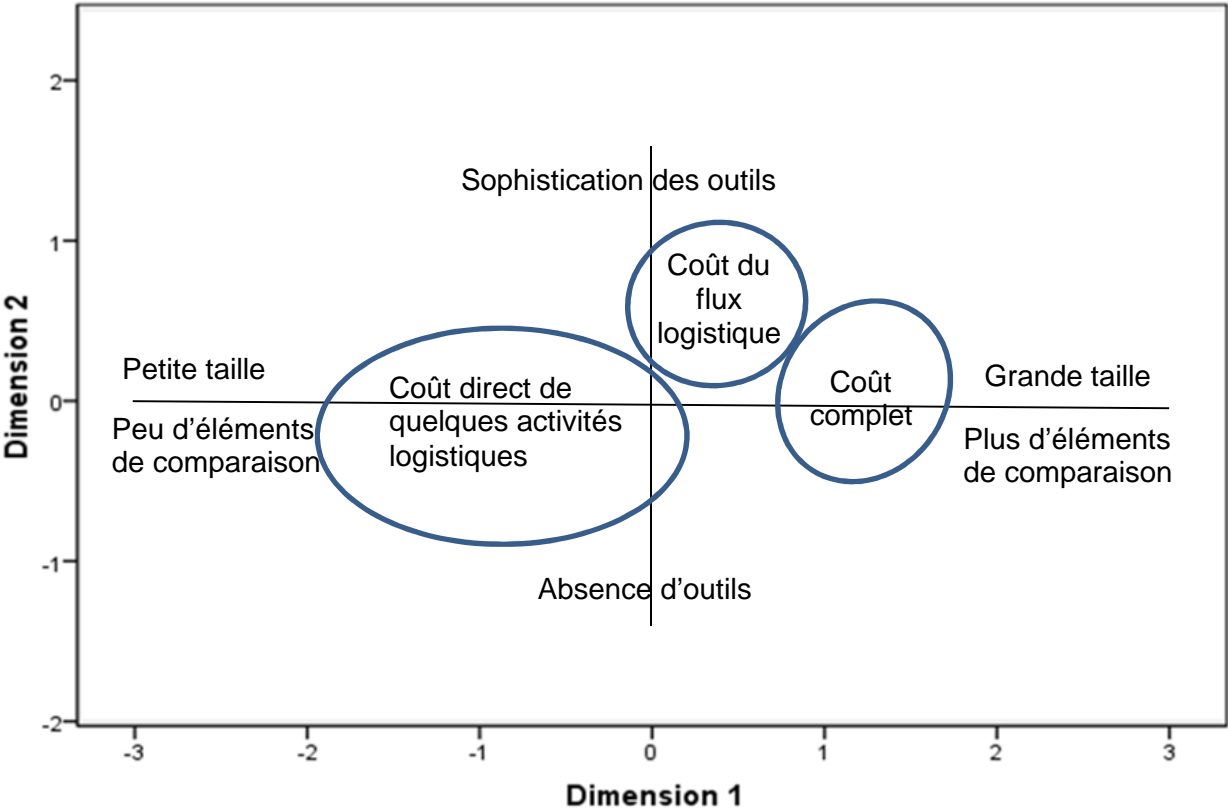 2
Sophistication des outils
1
Coût du
flux
logistique
Dimension 2
Petite taille
Coût direct de
quelques activités
logistiques
Coût
complet
Grande taille
0
Peu d’éléments
de comparaison
Plus d’éléments
de comparaison
-1
Absence d’outils
-2
-3 -2 -1 0 1 2 3
Dimension 1